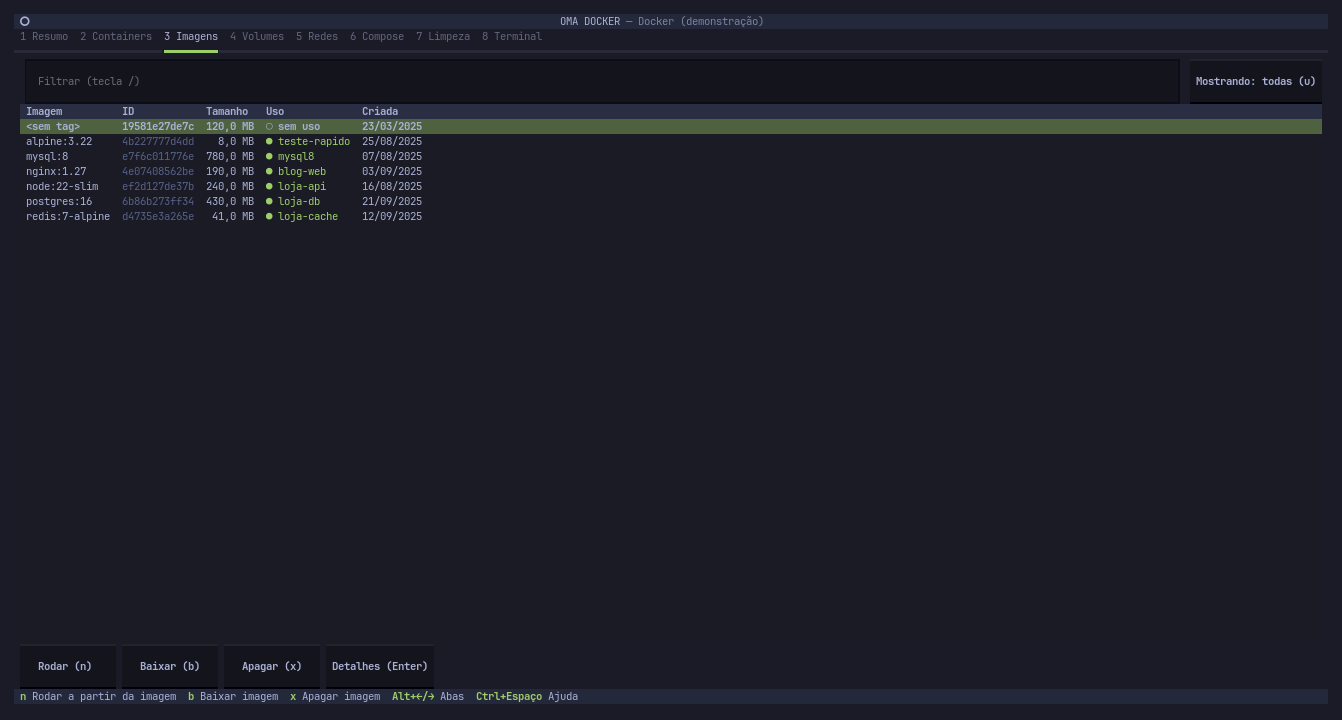 OMA DOCKER — Docker (demonstração)
1 Resumo 2 Containers 3 Imagens 4 Volumes 5 Redes 6 Compose 7 Limpeza 8 Terminal
Filtrar (tecla /) Mostrando: todas (u)
Imagem ID Tamanho Uso Criada
<sem tag> 19581e27de7c 120,0 MB ○ sem uso 23/03/2025
alpine:3.22 4b227777d4dd 8,0 MB ● teste-rapido 25/08/2025
mysql:8 e7f6c011776e 780,0 MB ● mysql8 07/08/2025
nginx:1.27 4e07408562be 190,0 MB ● blog-web 03/09/2025
node:22-slim ef2d127de37b 240,0 MB ● loja-api 16/08/2025
postgres:16 6b86b273ff34 430,0 MB ● loja-db 21/09/2025
redis:7-alpine d4735e3a265e 41,0 MB ● loja-cache 12/09/2025
Rodar (n) Baixar (b) Apagar (x) Detalhes (Enter)
n Rodar a partir da imagem b Baixar imagem x Apagar imagem Alt+←/→ Abas Ctrl+Espaço Ajuda